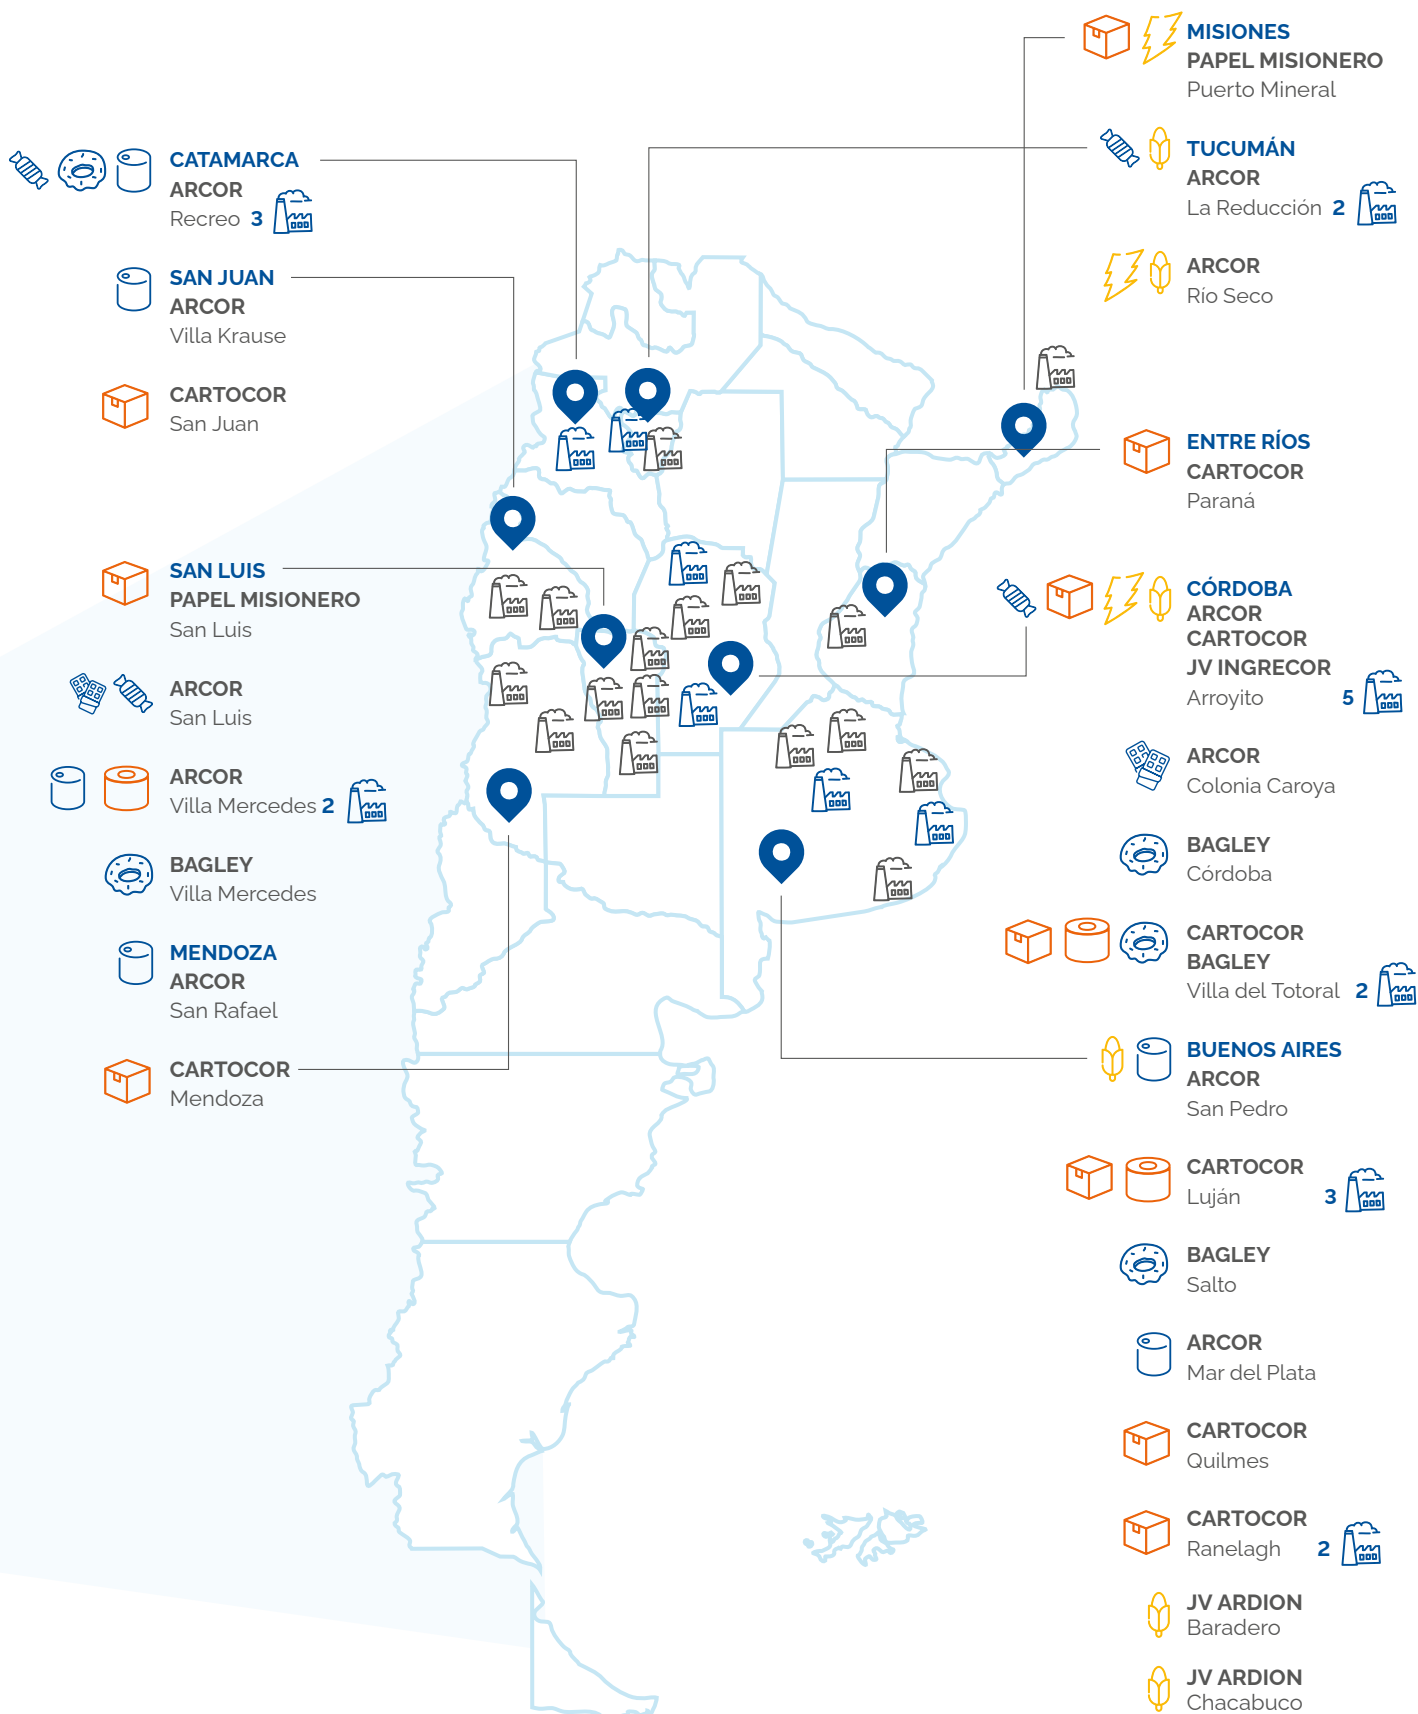 CATAMARCA
ARCOR
Recreo 3
SAN JUAN
ARCOR
Villa Krause
CARTOCOR
San Juan
SAN LUIS
PAPEL MISIONERO
San Luis
ARCOR
San Luis
ARCOR
Villa Mercedes 2
BAGLEY
Villa Mercedes
MENDOZA
ARCOR
San Rafael
CARTOCOR
Mendoza
MISIONES
PAPEL MISIONERO
Puerto Mineral
TUCUMÁN
ARCOR
La Reducción 2
ARCOR
Río Seco
ENTRE RÍOS
CARTOCOR
Paraná
CÓRDOBA
ARCOR
CARTOCOR
JV INGRECOR
Arroyito 5
ARCOR
Colonia Caroya
BAGLEY
Córdoba
CARTOCOR
BAGLEY
Villa del Totoral 2
BUENOS AIRES
ARCOR
San Pedro
CARTOCOR
Luján 3
BAGLEY
Salto
ARCOR
Mar del Plata
CARTOCOR
Quilmes
CARTOCOR
Ranelagh 2
JV ARDION
Baradero
JV ARDION
Chacabuco